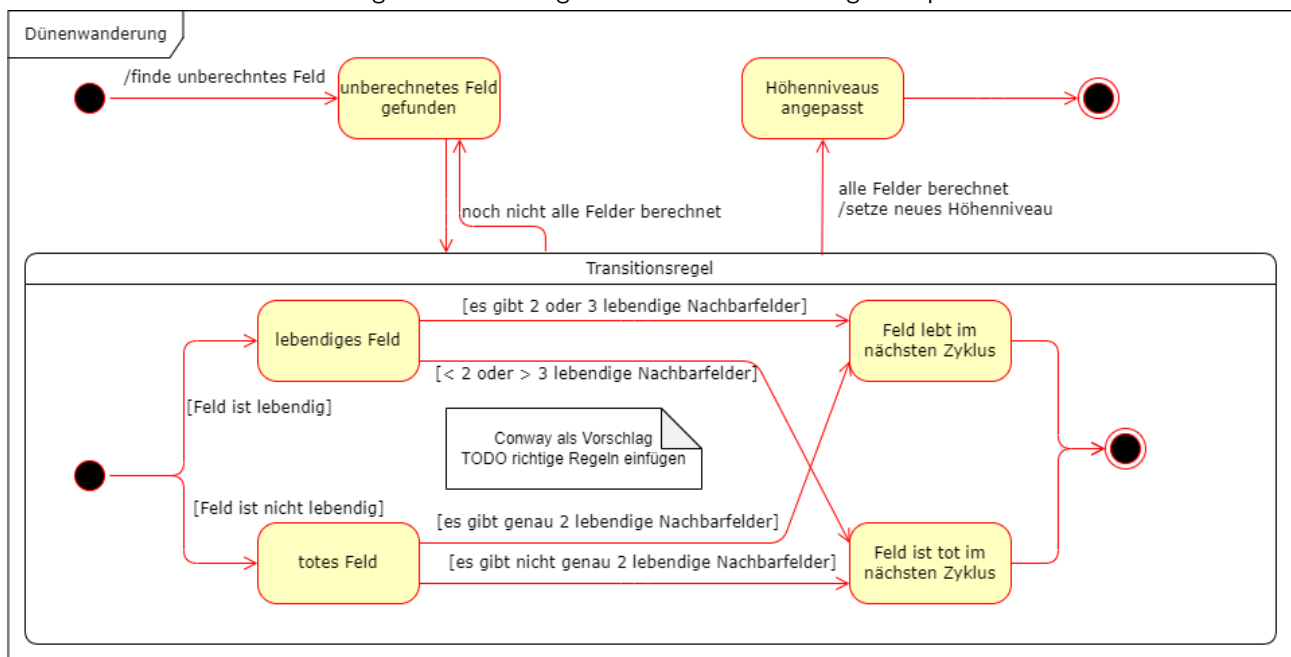 Dünenwanderung
/finde unberechntes Feld
unberechnetes Feld
gefunden
Höhenniveaus
angepasst
noch nicht alle Felder berechnet
alle Felder berechnet
/setze neues Höhenniveau
Transitionsregel
[es gibt 2 oder 3 lebendige Nachbarfelder]
lebendiges Feld
Feld lebt im
nächsten Zyklus
[< 2 oder > 3 lebendige Nachbarfelder]
[Feld ist lebendig]
Conway als Vorschlag
TODO richtige Regeln einfügen
[Feld ist nicht lebendig]
[es gibt genau 2 lebendige Nachbarfelder]
totes Feld
[es gibt nicht genau 2 lebendige Nachbarfelder]
Feld ist tot im
nächsten Zyklus